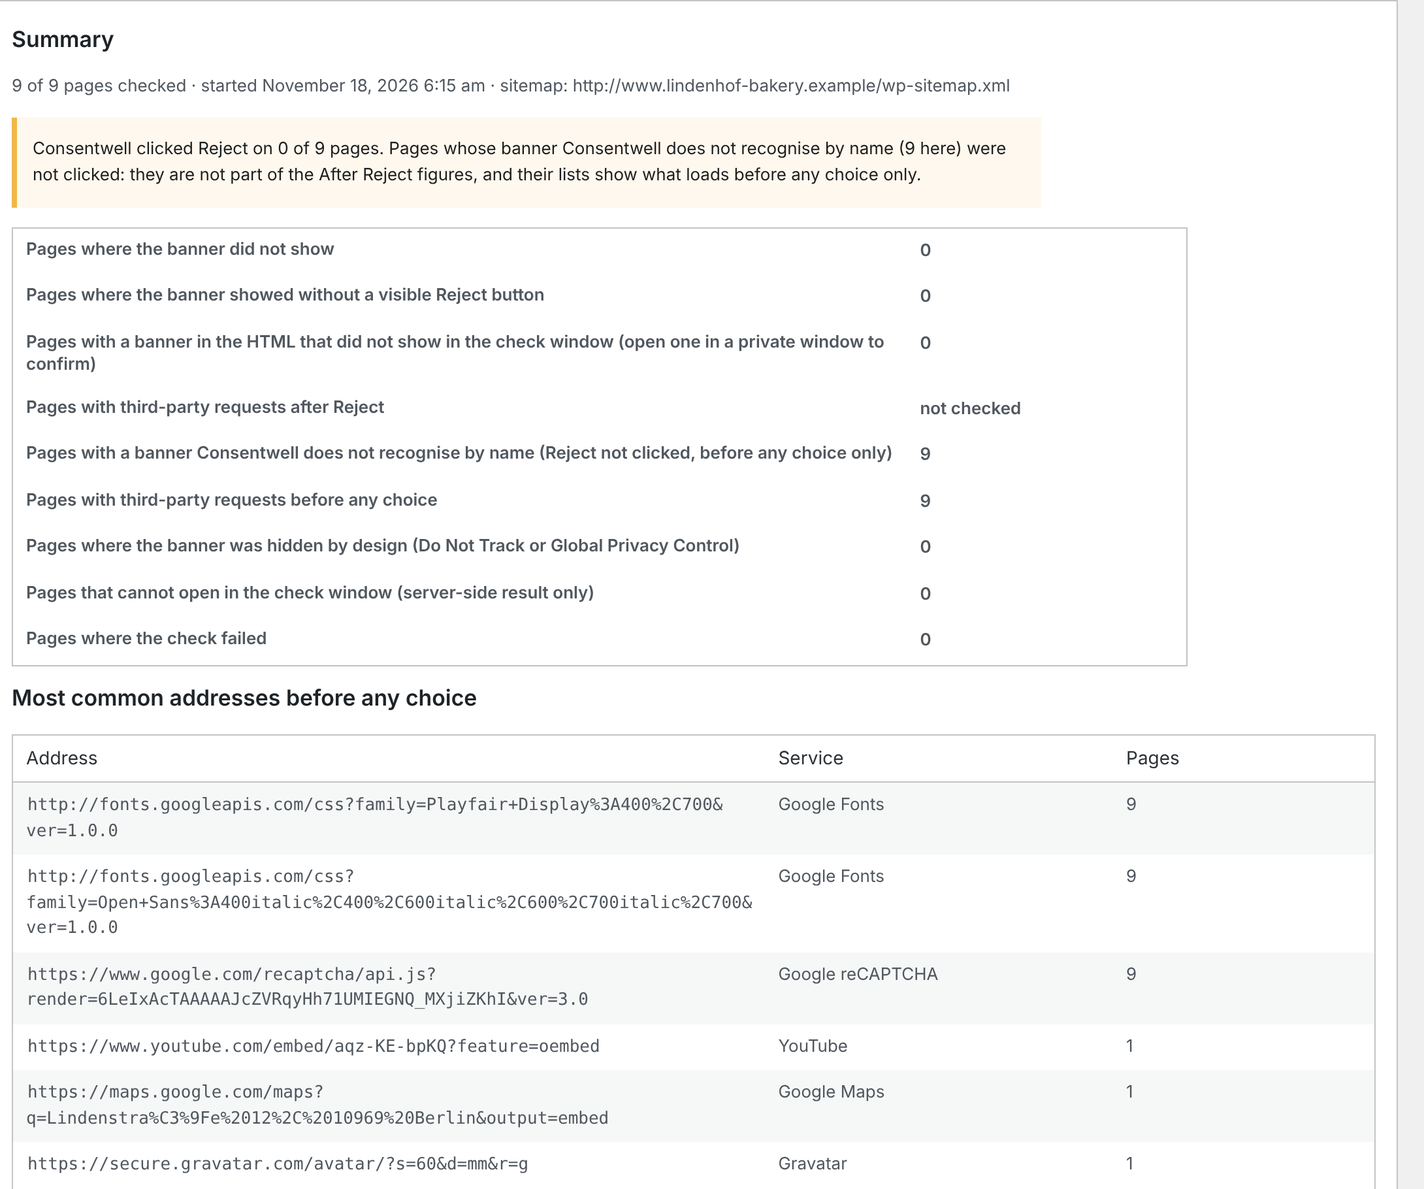 Summary
9 of 9 pages checked · started November 18, 2026 6:15 am · sitemap: http://www.lindenhof-bakery.example/wp-sitemap.xml
Consentwell clicked Reject on 0 of 9 pages. Pages whose banner Consentwell does not recognise by name (9 here) were
not clicked: they are not part of the After Reject figures, and their lists show what loads before any choice only.
Pages where the banner did not show 0
Pages where the banner showed without a visible Reject button 0
Pages with a banner in the HTML that did not show in the check window (open one in a private window to 0
confirm)
Pages with third-party requests after Reject not checked
Pages with a banner Consentwell does not recognise by name (Reject not clicked, before any choice only) 9
Pages with third-party requests before any choice 9
Pages where the banner was hidden by design (Do Not Track or Global Privacy Control) 0
Pages that cannot open in the check window (server-side result only) 0
Pages where the check failed 0
Most common addresses before any choice
Address Service Pages
http://fonts.googleapis.com/css?family=Playfair+Display%3A400%2C700& Google Fonts 9
ver=1.0.0
http://fonts.googleapis.com/css? Google Fonts 9
family=Open+Sans%3A400italic%2C400%2C600italic%2C600%2C700italic%2C700&
ver=1.0.0
https://www.google.com/recaptcha/api.js? Google reCAPTCHA 9
render=6LeIxAcTAAAAAJcZVRqyHh71UMIEGNQ_MXjiZKhI&ver=3.0
https://www.youtube.com/embed/aqz-KE-bpKQ?feature=oembed YouTube 1
https://maps.google.com/maps? Google Maps 1
q=Lindenstra%C3%9Fe%2012%2C%2010969%20Berlin&output=embed
https://secure.gravatar.com/avatar/?s=60&d=mm&r=g Gravatar 1